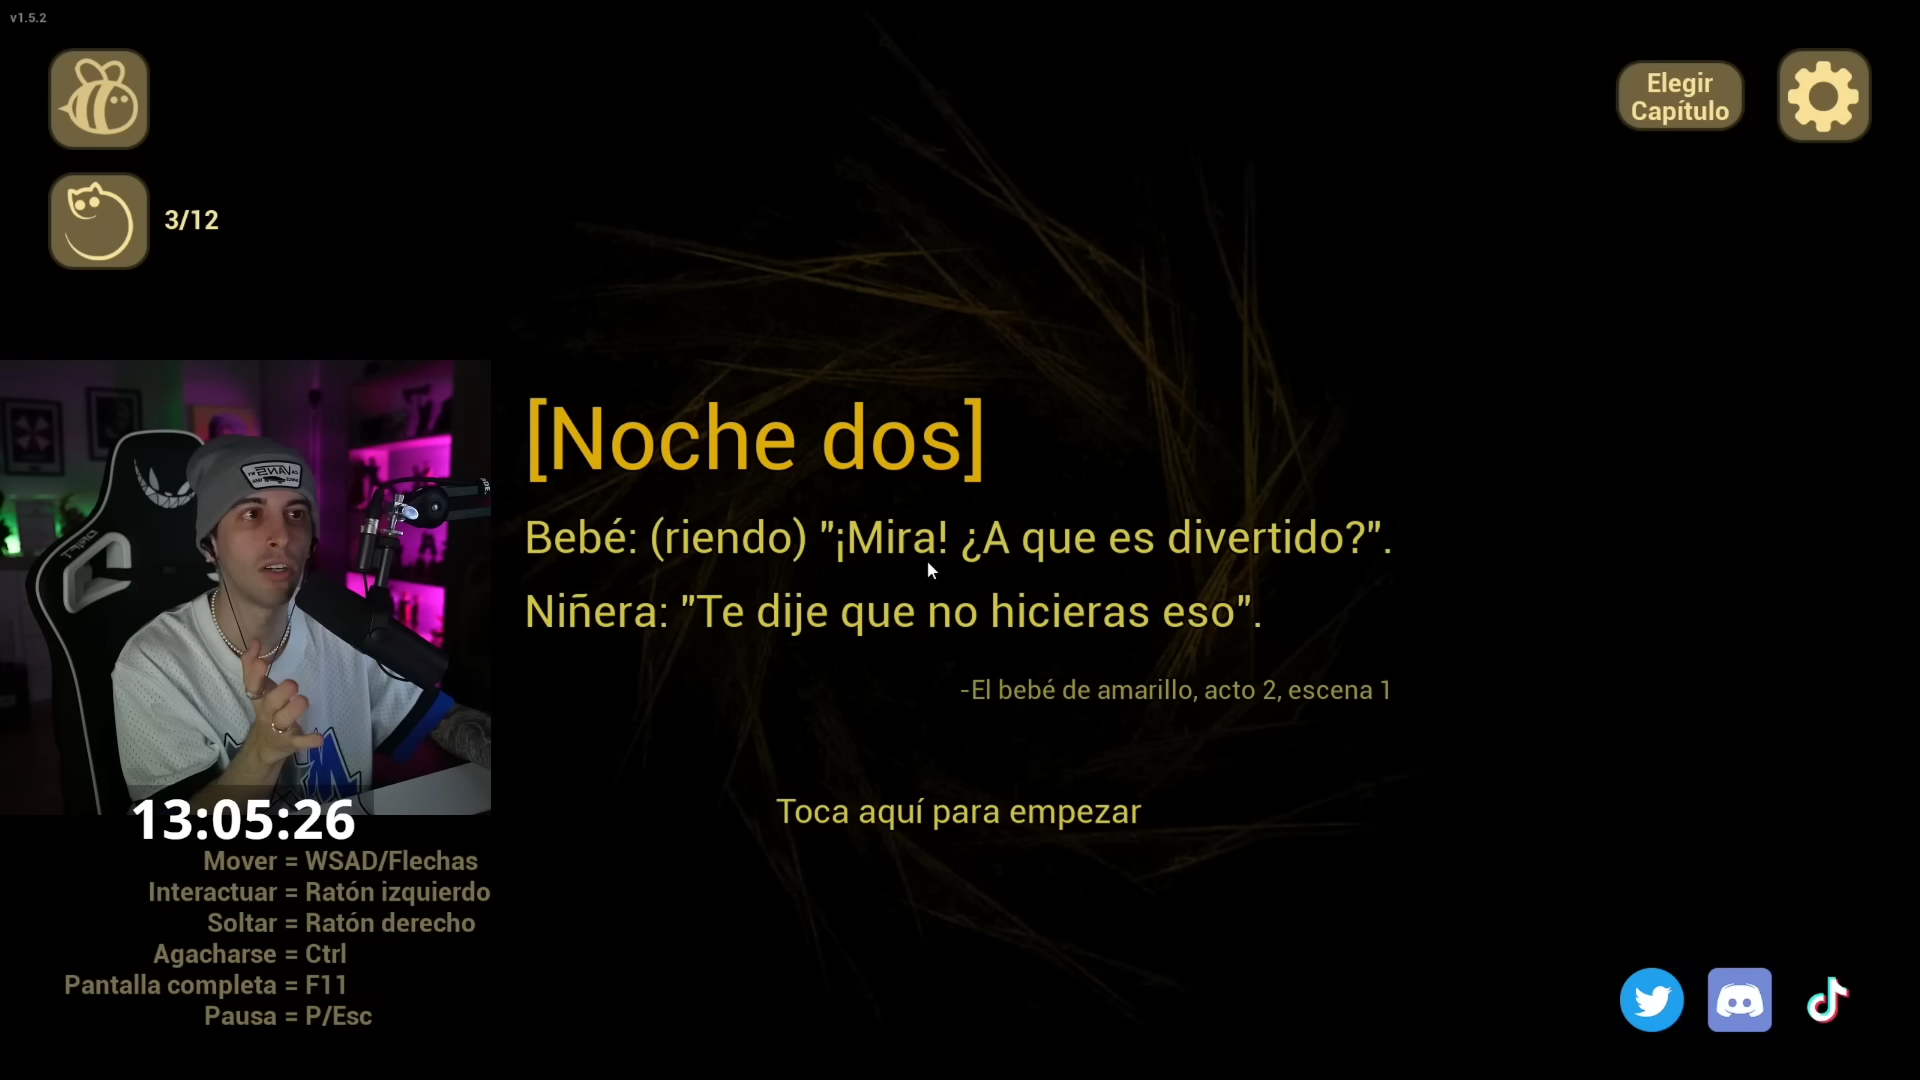 v1.5.2
Elegir
Capítulo
3/12
[Noche dos]
Bebé: (riendo) "¡Mira! ¿A que es divertido?".
Niñera: "Te dije que no hicieras eso".
-El bebé de amarillo, acto 2, escena 1
Toca aquí para empezar
13:05:26
Mover = WSAD/Flechas
Interactuar = Ratón izquierdo
Soltar = Ratón derecho
Agacharse = Ctrl
Pantalla completa = F11
Pausa = P/Esc